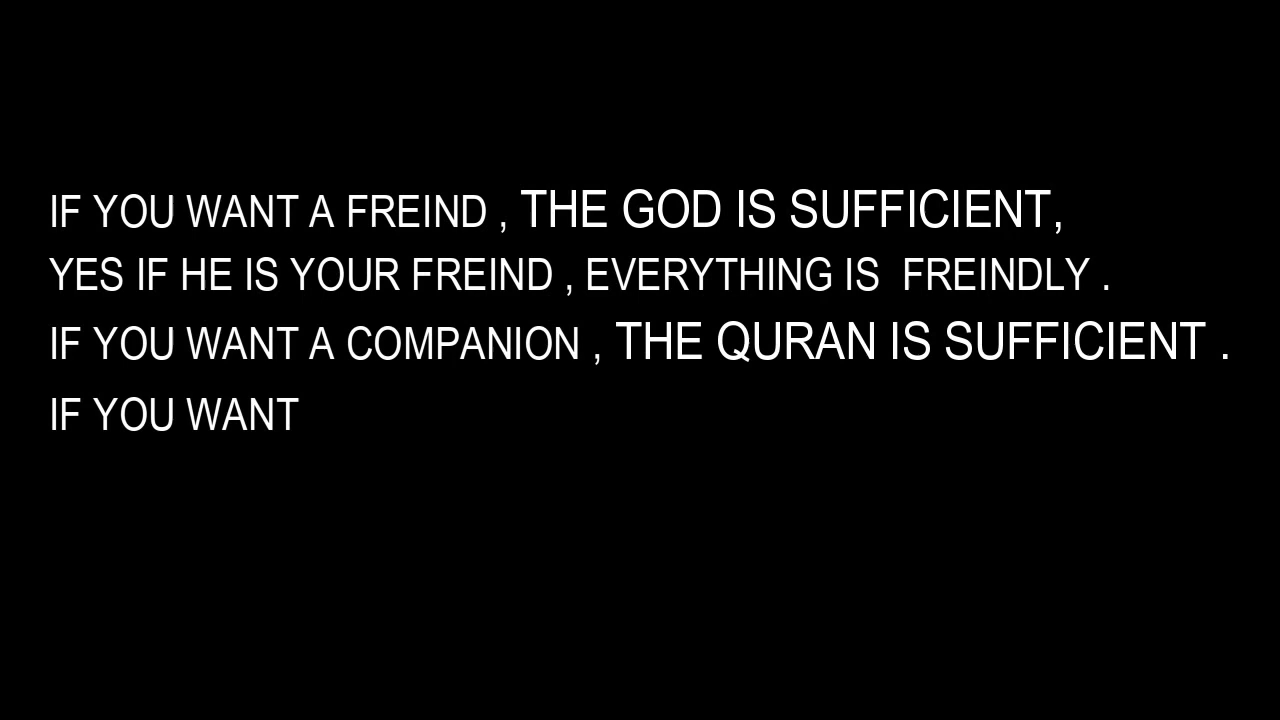 IF YOU WANT A FREIND , THE GOD IS SUFFICIENT,
YES IF HE IS YOUR FREIND , EVERYTHING IS  FREINDLY .
IF YOU WANT A COMPANION , THE QURAN IS SUFFICIENT .
IF YOU WANT